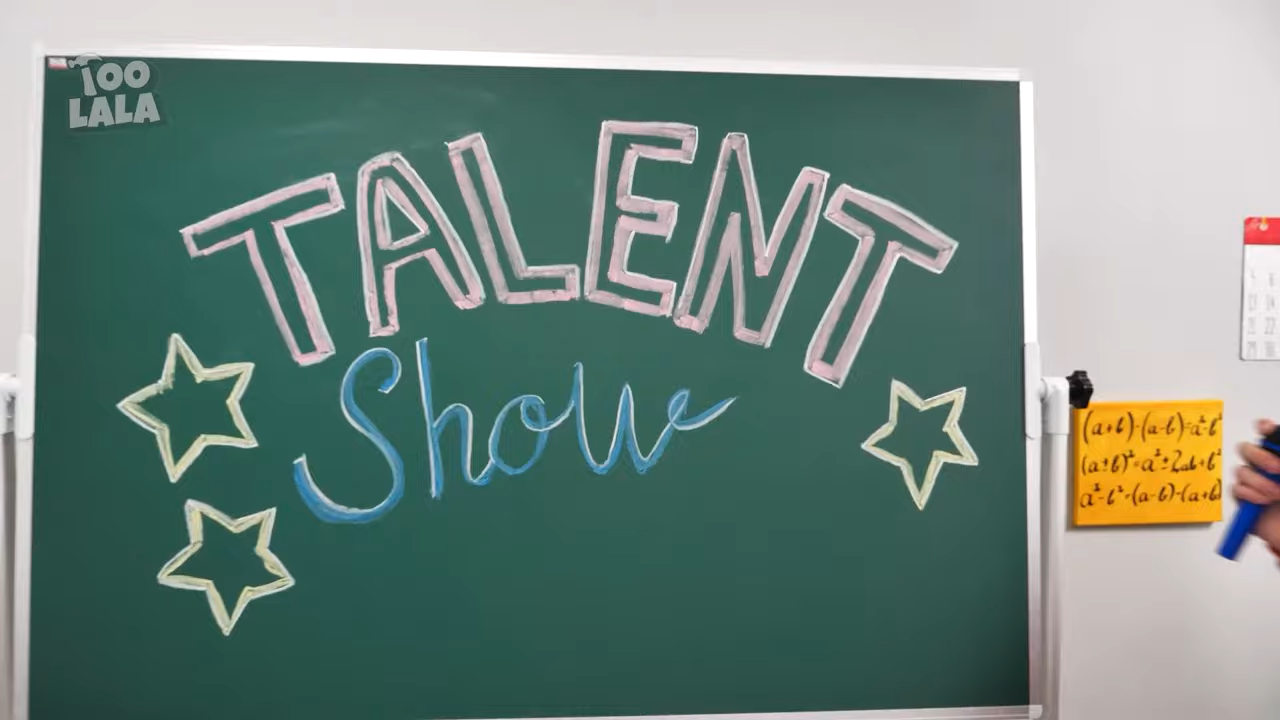 100
LALA
TALENT
Show
(a+b)·(a-b)=a²-b²
(a±b)²=a²±2ab+b²
a²-b²=(a-b)·(a+b)